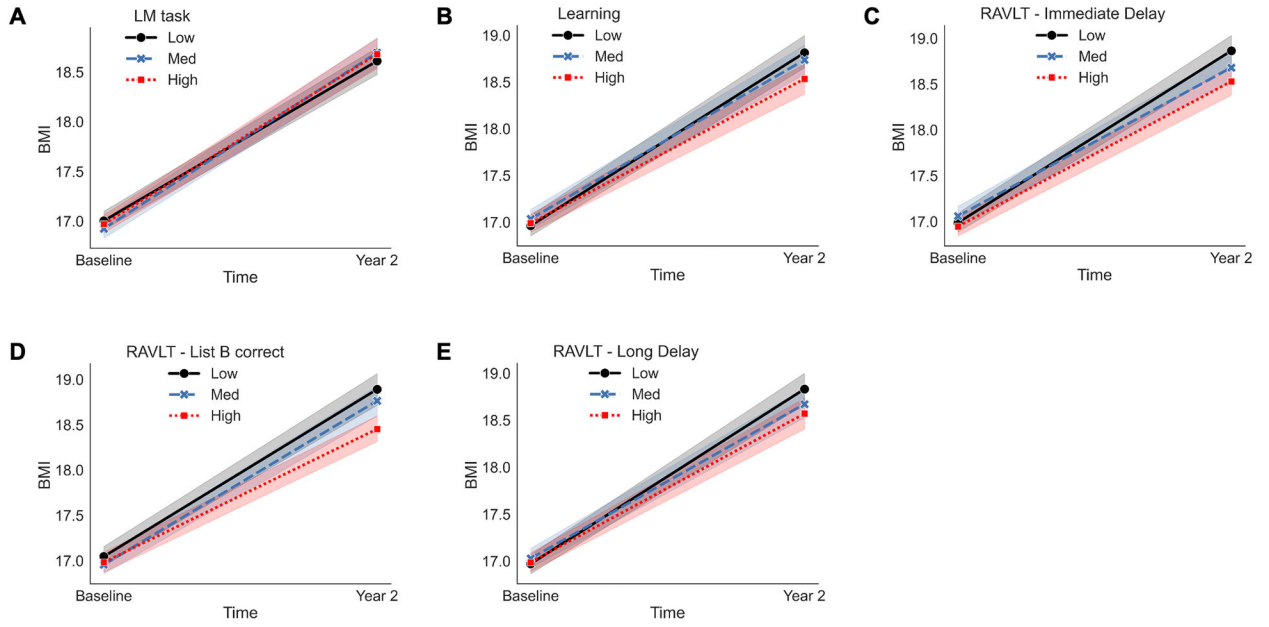 A
LM task
Low
Med
High
BMI
18.5
18.0
17.5
17.0
Baseline
Year 2
Time
B
Learning
Low
Med
High
BMI
19.0
18.5
18.0
17.5
17.0
Baseline
Year 2
Time
C
RAVLT - Immediate Delay
Low
Med
High
BMI
19.0
18.5
18.0
17.5
17.0
Baseline
Year 2
Time
D
RAVLT - List B correct
Low
Med
High
BMI
19.0
18.5
18.0
17.5
17.0
Baseline
Year 2
Time
E
RAVLT - Long Delay
Low
Med
High
BMI
19.0
18.5
18.0
17.5
17.0
Baseline
Year 2
Time